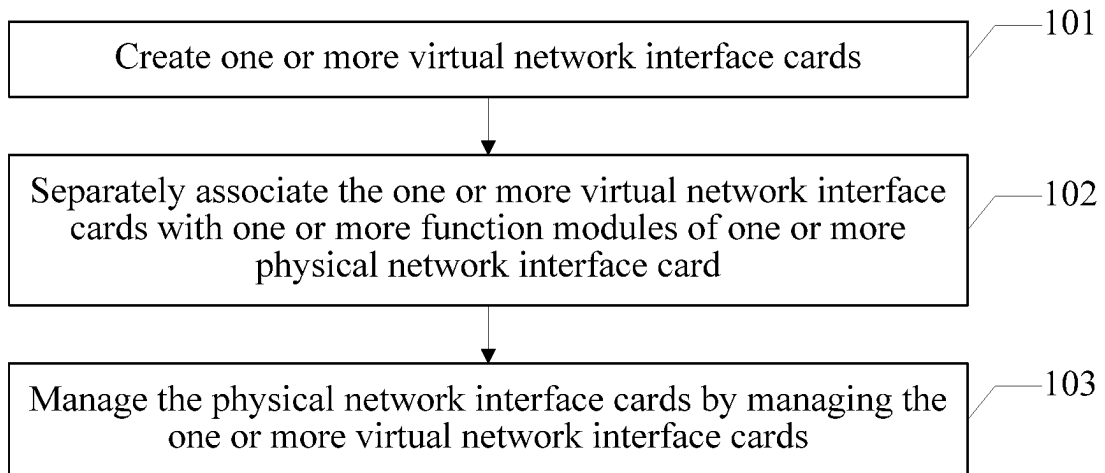 Create one or more virtual network interface cards
101
Separately associate the one or more virtual network interface
cards with one or more function modules of one or more
physical network interface card
102
Manage the physical network interface cards by managing the
one or more virtual network interface cards
103